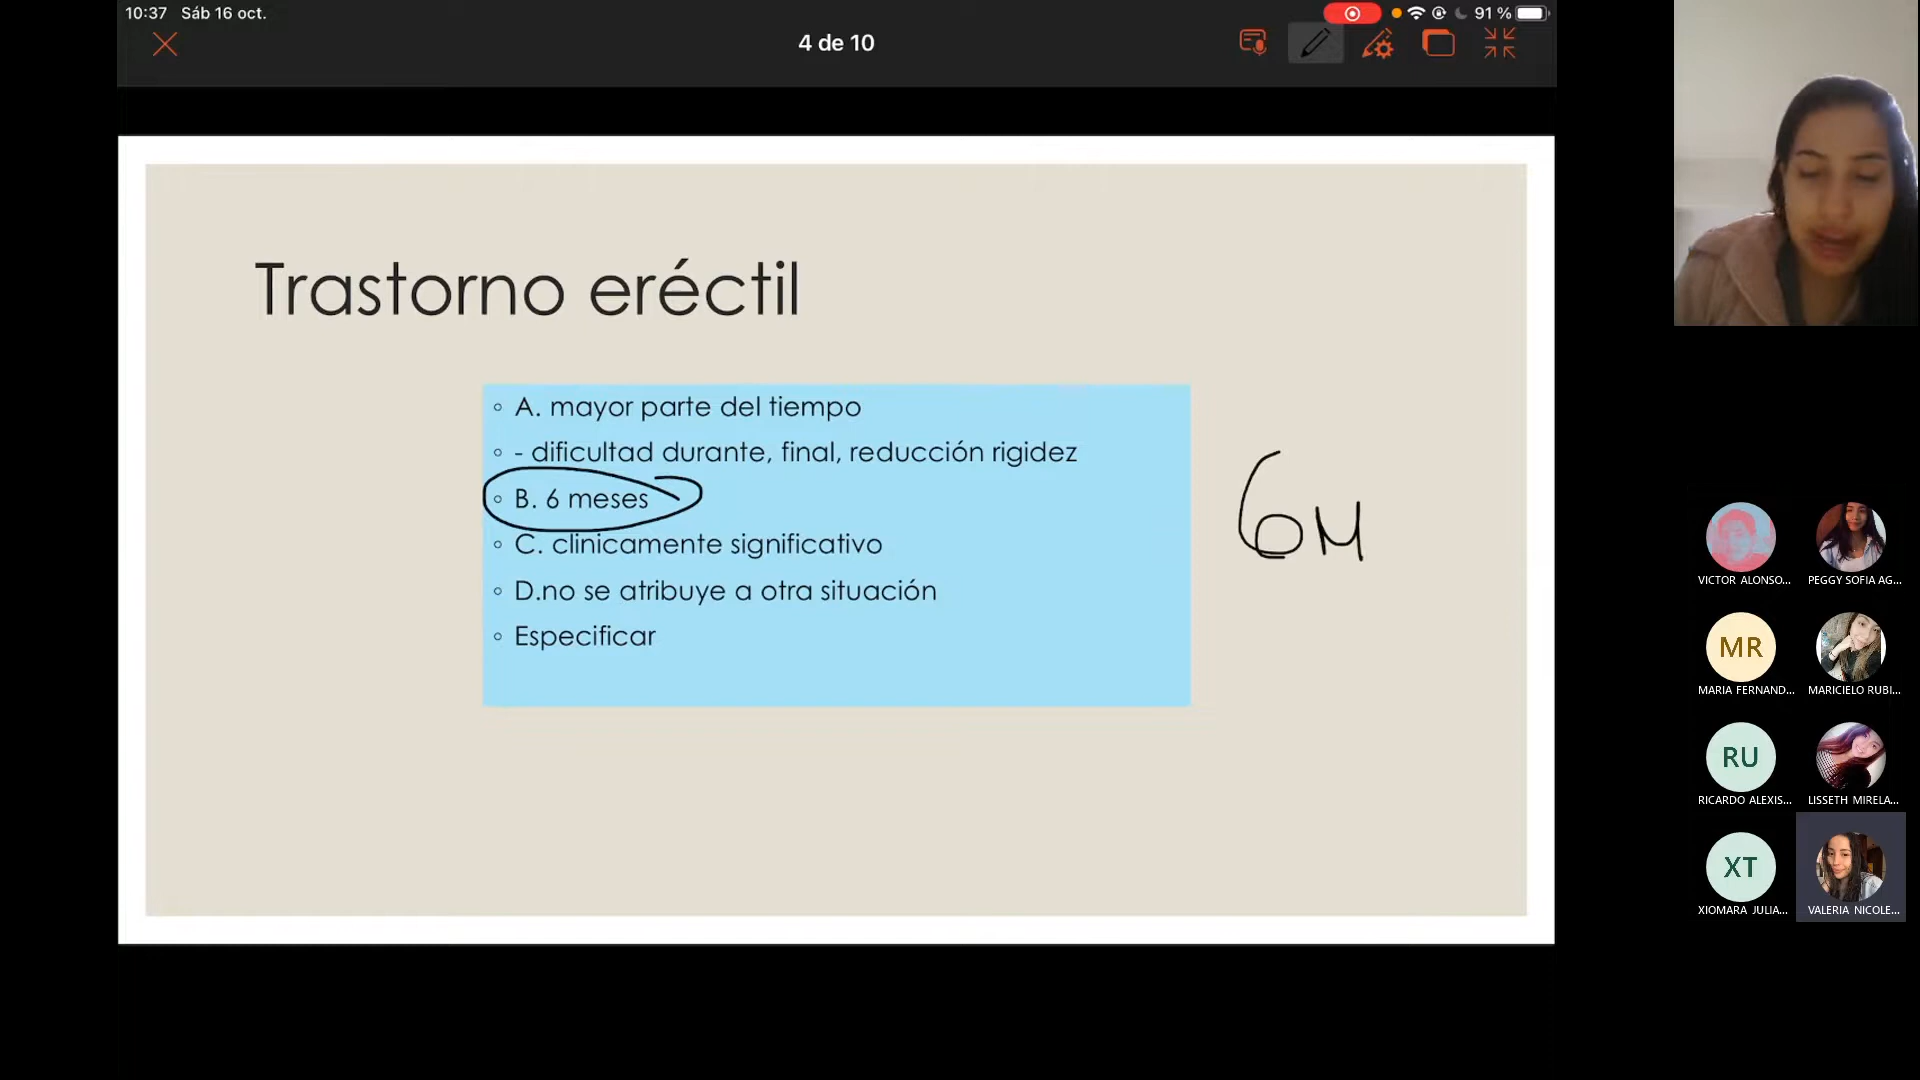 10:37 Sáb 16 oct.
91 %
4 de 10
Trastorno eréctil
◦ A. mayor parte del tiempo
◦ - dificultad durante, final, reducción rigidez
◦ B. 6 meses
◦ C. clinicamente significativo
◦ D.no se atribuye a otra situación
◦ Especificar
6M
VICTOR ALONSO...
PEGGY SOFIA AG...
MR
MARIA FERNAND...
MARICIELO RUBI...
RU
RICARDO ALEXIS...
LISSETH MIRELA...
XT
XIOMARA JULIA...
VALERIA NICOLE...